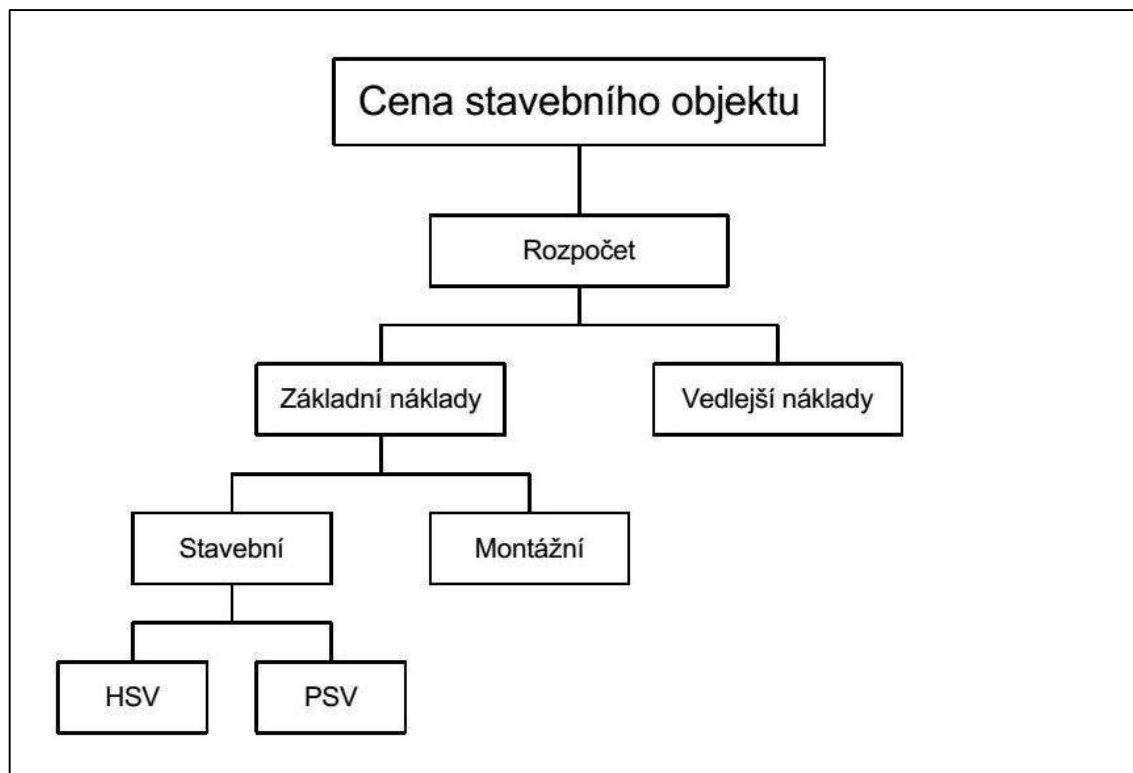 Cena stavebního objektu
Rozpočet
Základní náklady
Vedlejší náklady
Stavební
Montážní
HSV
PSV